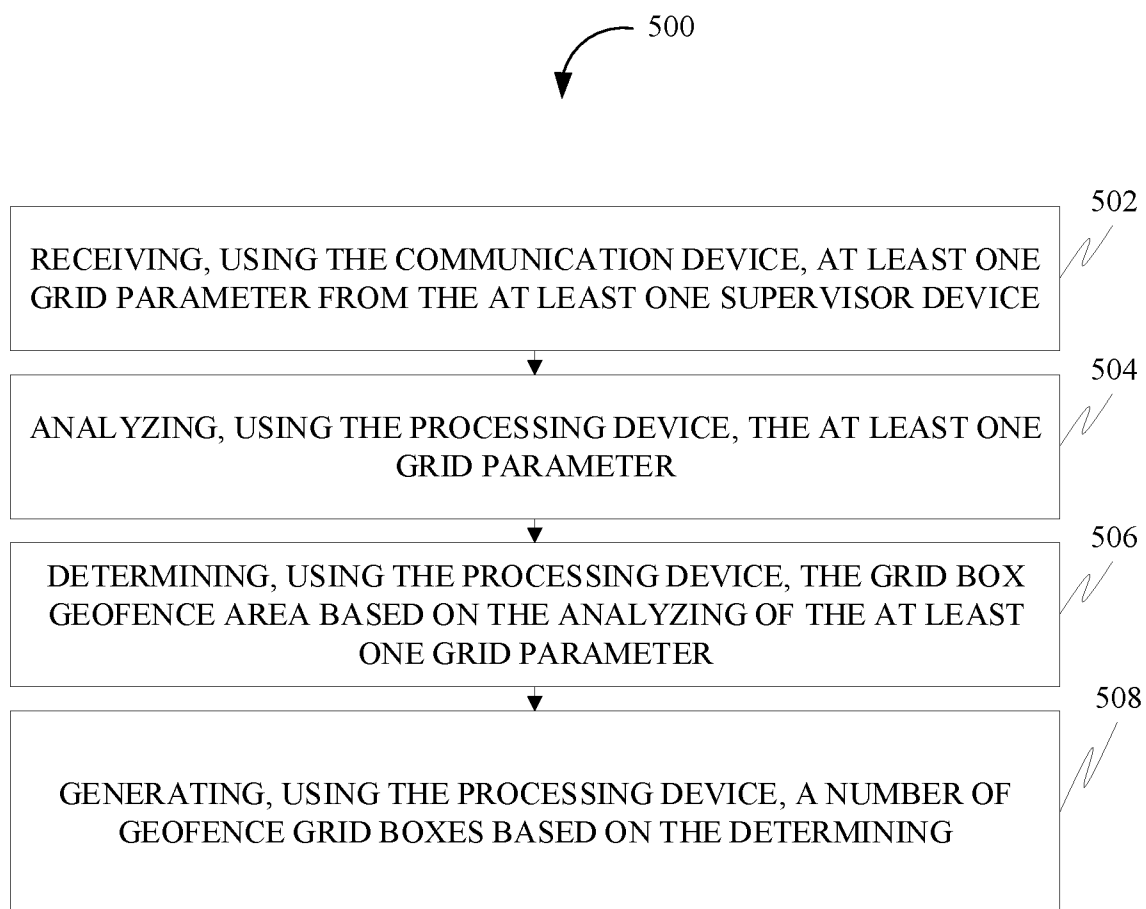 500
502
RECEIVING, USING THE COMMUNICATION DEVICE, AT LEAST ONE
GRID PARAMETER FROM THE AT LEAST ONE SUPERVISOR DEVICE
504
ANALYZING, USING THE PROCESSING DEVICE, THE AT LEAST ONE
GRID PARAMETER
506
DETERMINING, USING THE PROCESSING DEVICE, THE GRID BOX
GEOFENCE AREA BASED ON THE ANALYZING OF THE AT LEAST
ONE GRID PARAMETER
508
GENERATING, USING THE PROCESSING DEVICE, A NUMBER OF
GEOFENCE GRID BOXES BASED ON THE DETERMINING